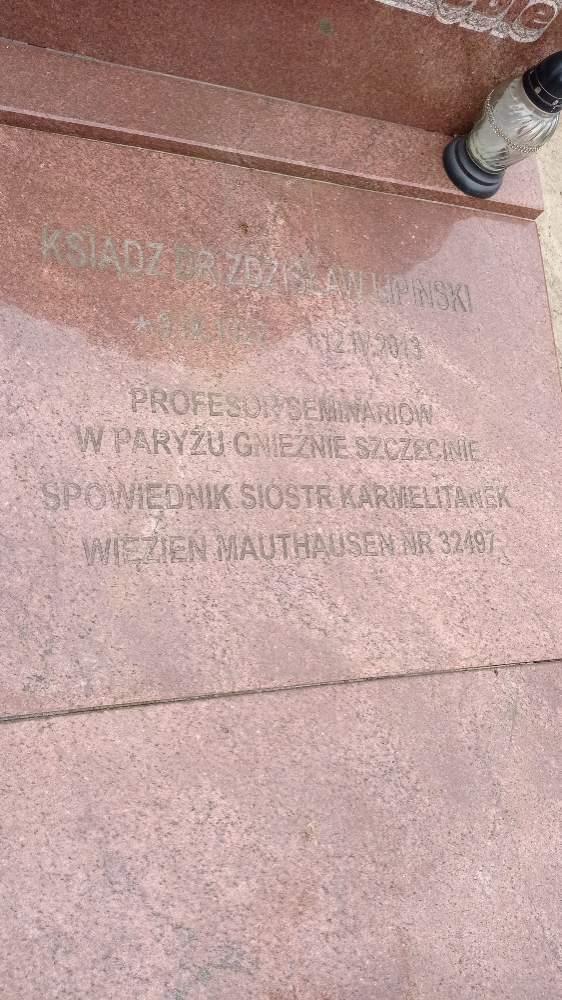 KSIĄDZ DR ZDZISŁAW LIPIŃSKI
† 12.IV.2013
PROFESOR SEMINARIÓW
W PARYŻU GNIEŹNIE SZCZECINIE
SPOWIEDNIK SIÓSTR KARMELITANEK
WIĘZIEŃ MAUTHAUSEN NR 32497